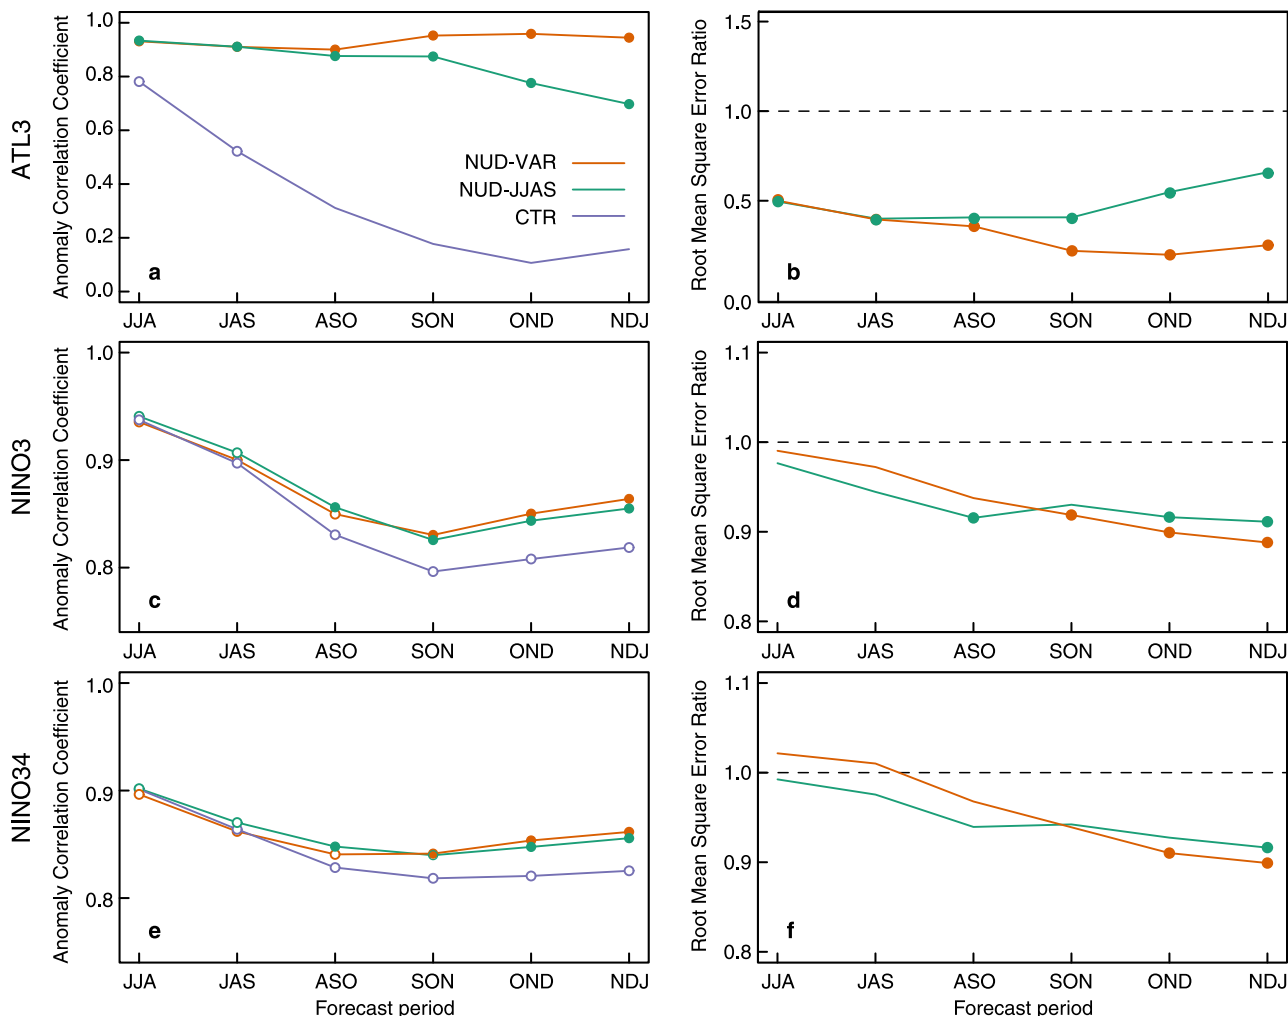 ATL3
Anomaly Correlation Coefficient
1.0
0.8
0.6
0.4
0.2
0.0
NUD-VAR
NUD-JJAS
CTR
a
JJA JAS ASO SON OND NDJ
Root Mean Square Error Ratio
1.5
1.0
0.5
0.0
b
JJA JAS ASO SON OND NDJ
NINO3
Anomaly Correlation Coefficient
1.0
0.9
0.8
c
JJA JAS ASO SON OND NDJ
Root Mean Square Error Ratio
1.1
1.0
0.9
0.8
d
JJA JAS ASO SON OND NDJ
NINO34
Anomaly Correlation Coefficient
1.0
0.9
0.8
e
JJA JAS ASO SON OND NDJ
Forecast period
Root Mean Square Error Ratio
1.1
1.0
0.9
0.8
f
JJA JAS ASO SON OND NDJ
Forecast period